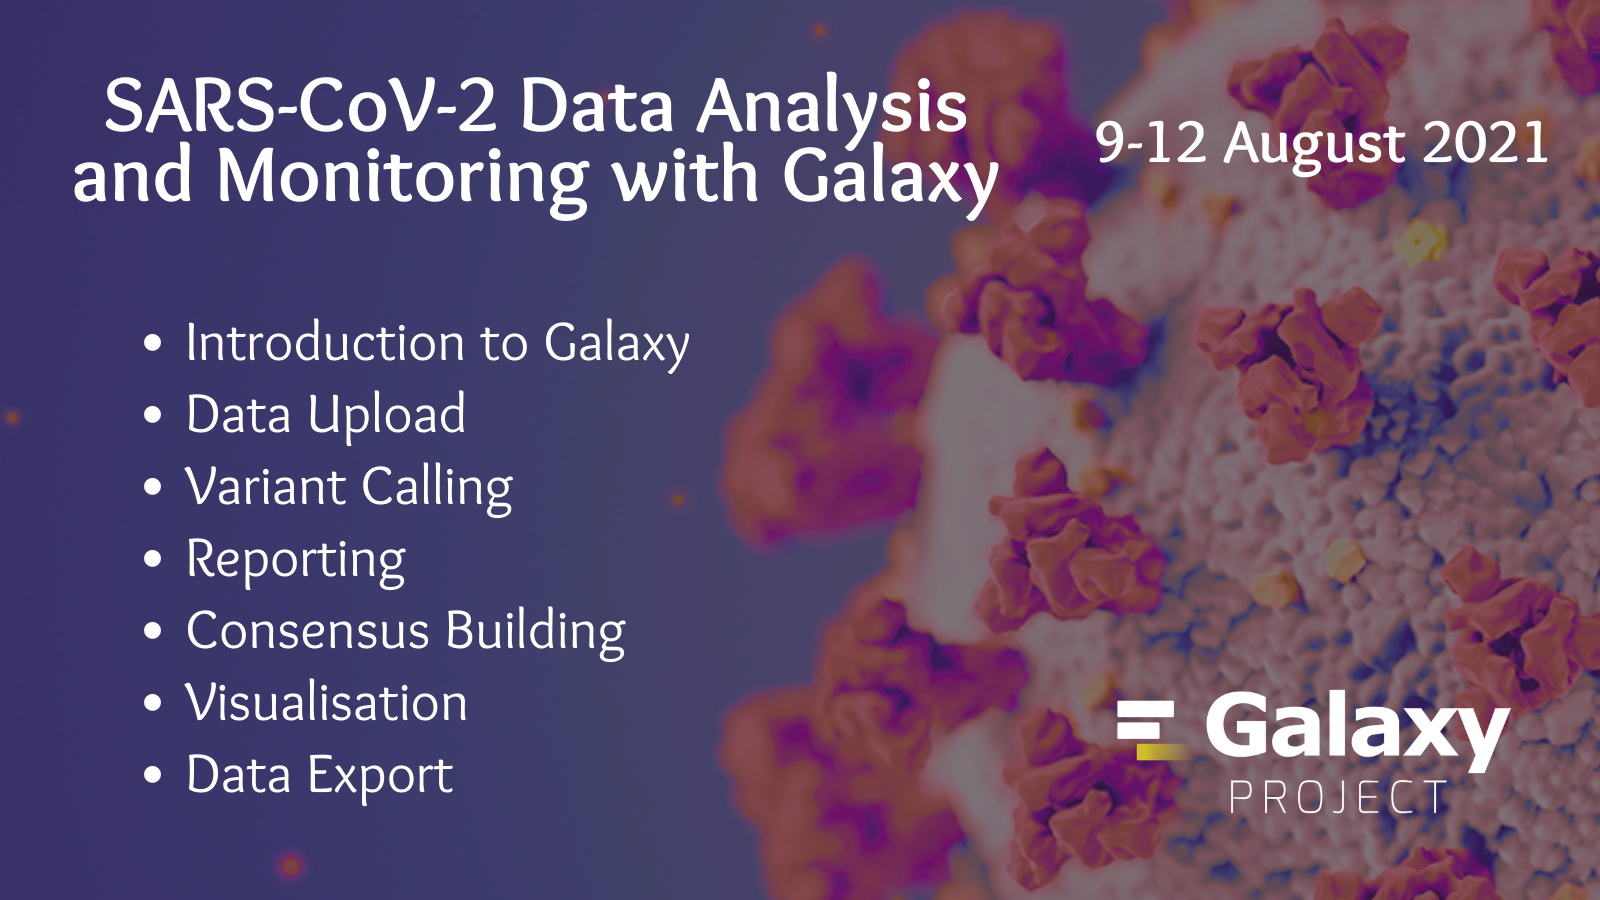 SARS-CoV-2 Data Analysis
and Monitoring with Galaxy
9-12 August 2021
• Introduction to Galaxy
• Data Upload
• Variant Calling
• Reporting
• Consensus Building
• Visualisation
• Data Export
Galaxy
PROJECT